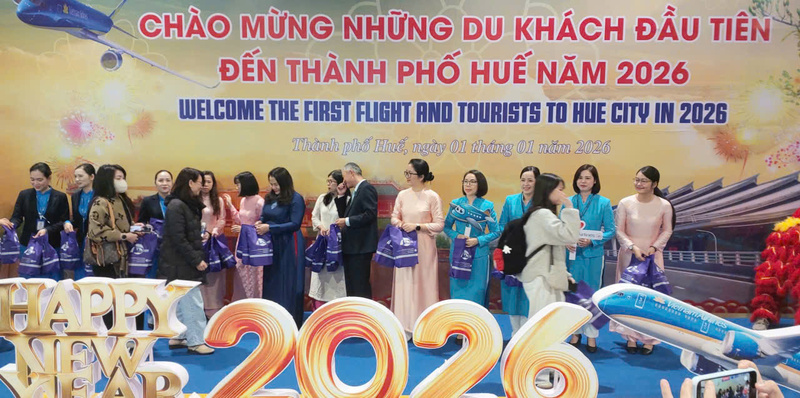 CHÀO MỪNG NHỮNG DU KHÁCH ĐẦU TIÊN
ĐẾN THÀNH PHỐ HUẾ NĂM 2026
WELCOME THE FIRST FLIGHT AND TOURISTS TO HUE CITY IN 2026
Thành phố Huế, ngày 01 tháng 01 năm 2026
HAPPY
NEW
YEAR
2026